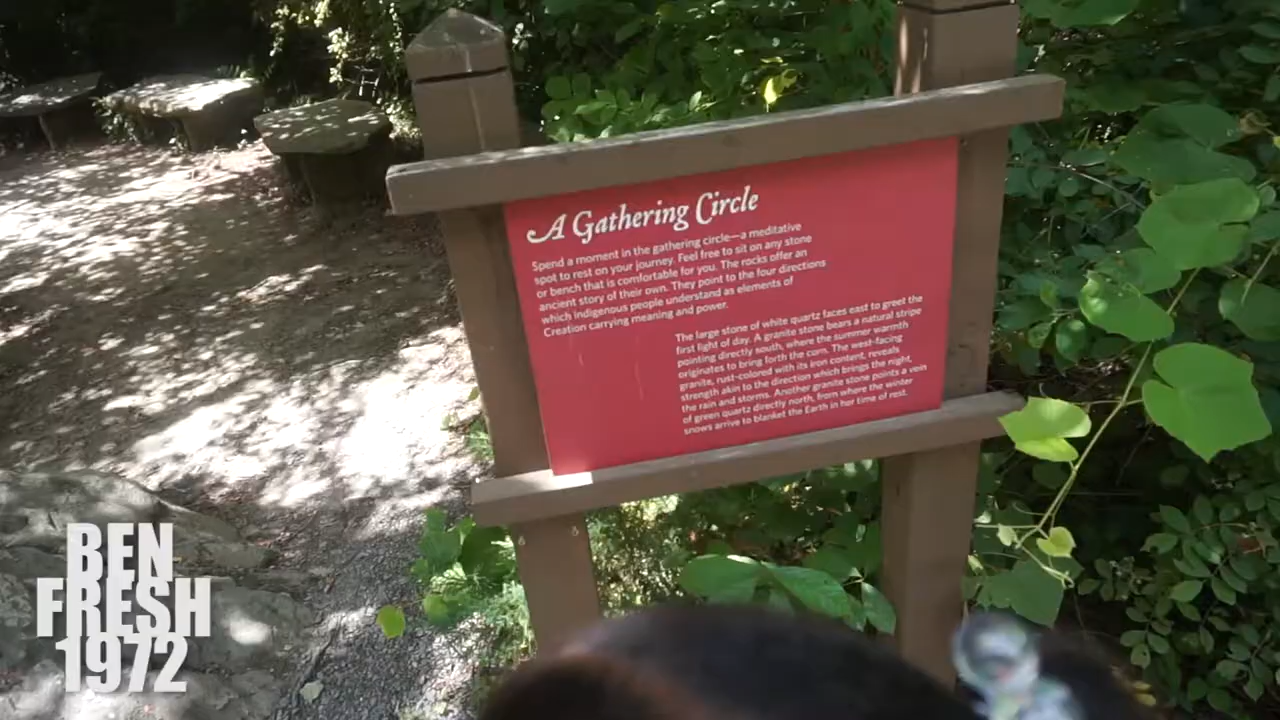 A Gathering Circle
Spend a moment in the gathering circle—a meditative
spot to rest on your journey. Feel free to sit on any stone
or bench that is comfortable for you. The rocks offer an
ancient story of their own. They point to the four directions
which indigenous people understand as elements of
Creation carrying meaning and power.
The large stone of white quartz faces east to greet the
first light of day. A granite stone bears a natural stripe
pointing directly south, where the summer warmth
originates to bring forth the corn. The west-facing
granite, rust-colored with its iron content, reveals
strength akin to the direction which brings the night,
the rain and storms. Another granite stone points a vein
of green quartz directly north, from where the winter
snows arrive to blanket the Earth in her time of rest.
BEN
FRESH
1972